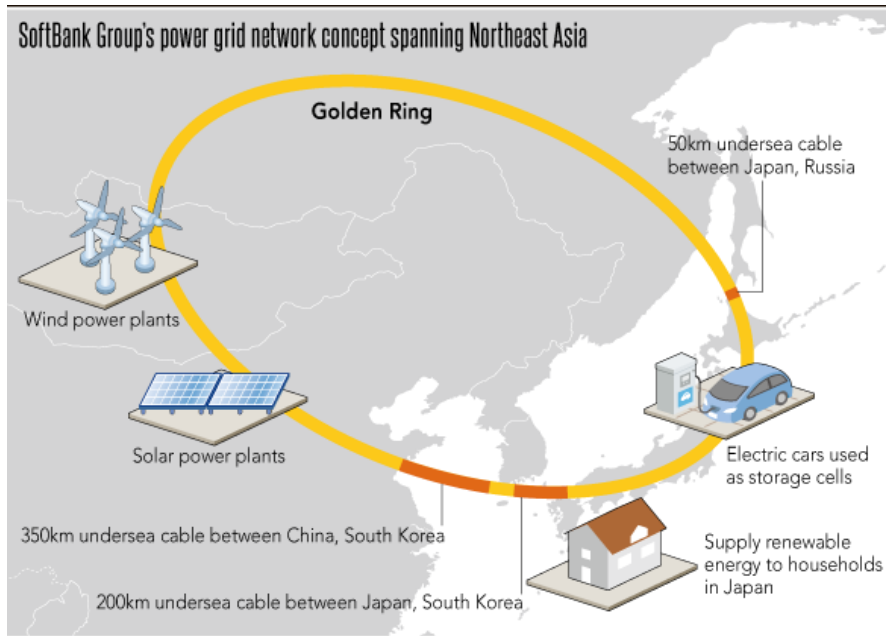 SoftBank Group's power grid network concept spanning Northeast Asia
Golden Ring
50km undersea cable
between Japan, Russia
Wind power plants
Solar power plants
Electric cars used
as storage cells
350km undersea cable between China, South Korea
Supply renewable
energy to households
in Japan
200km undersea cable between Japan, South Korea